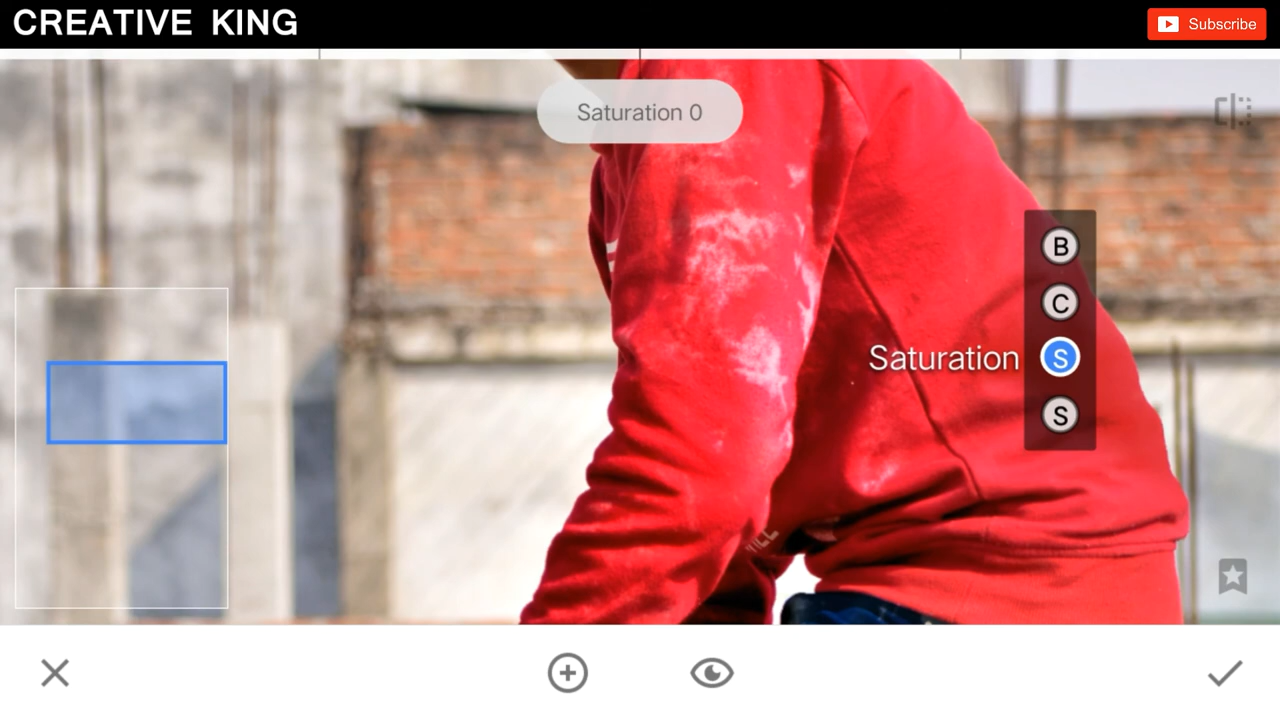 CREATIVE KING
Subscribe
Saturation 0
B
C
Saturation S
S